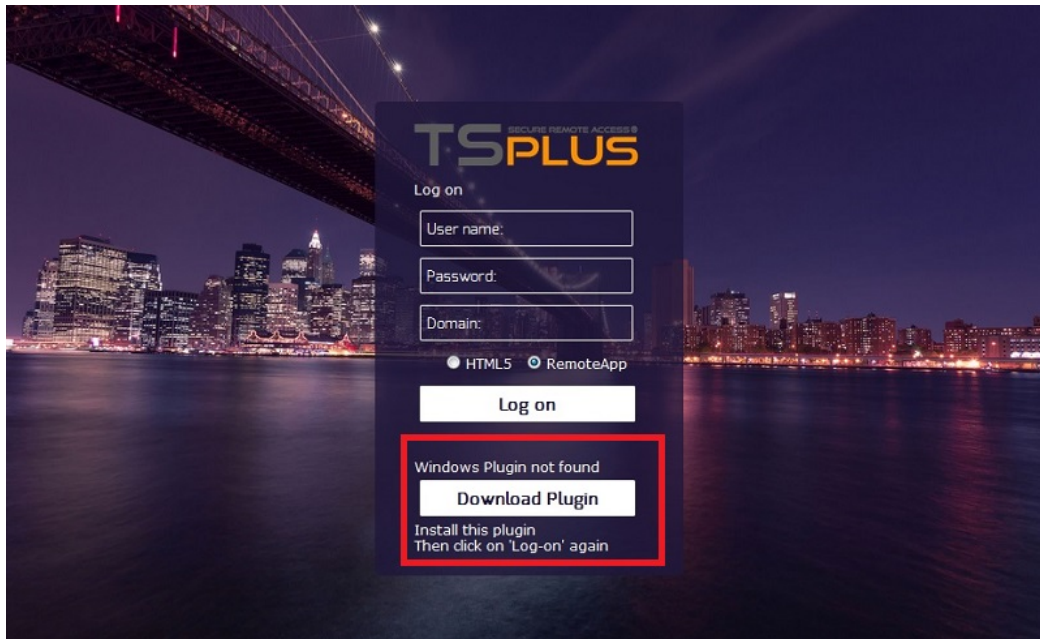 SECURE REMOTE ACCESS ®
TSPLUS
Log on
User name:
Password:
Domain:
HTML5 RemoteApp
Log on
Windows Plugin not found
Download Plugin
Install this plugin
Then click on 'Log-on' again